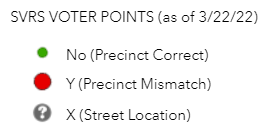 SVRS VOTER POINTS (as of 3/22/22)
No (Precinct Correct)
Y (Precinct Mismatch)
? X (Street Location)